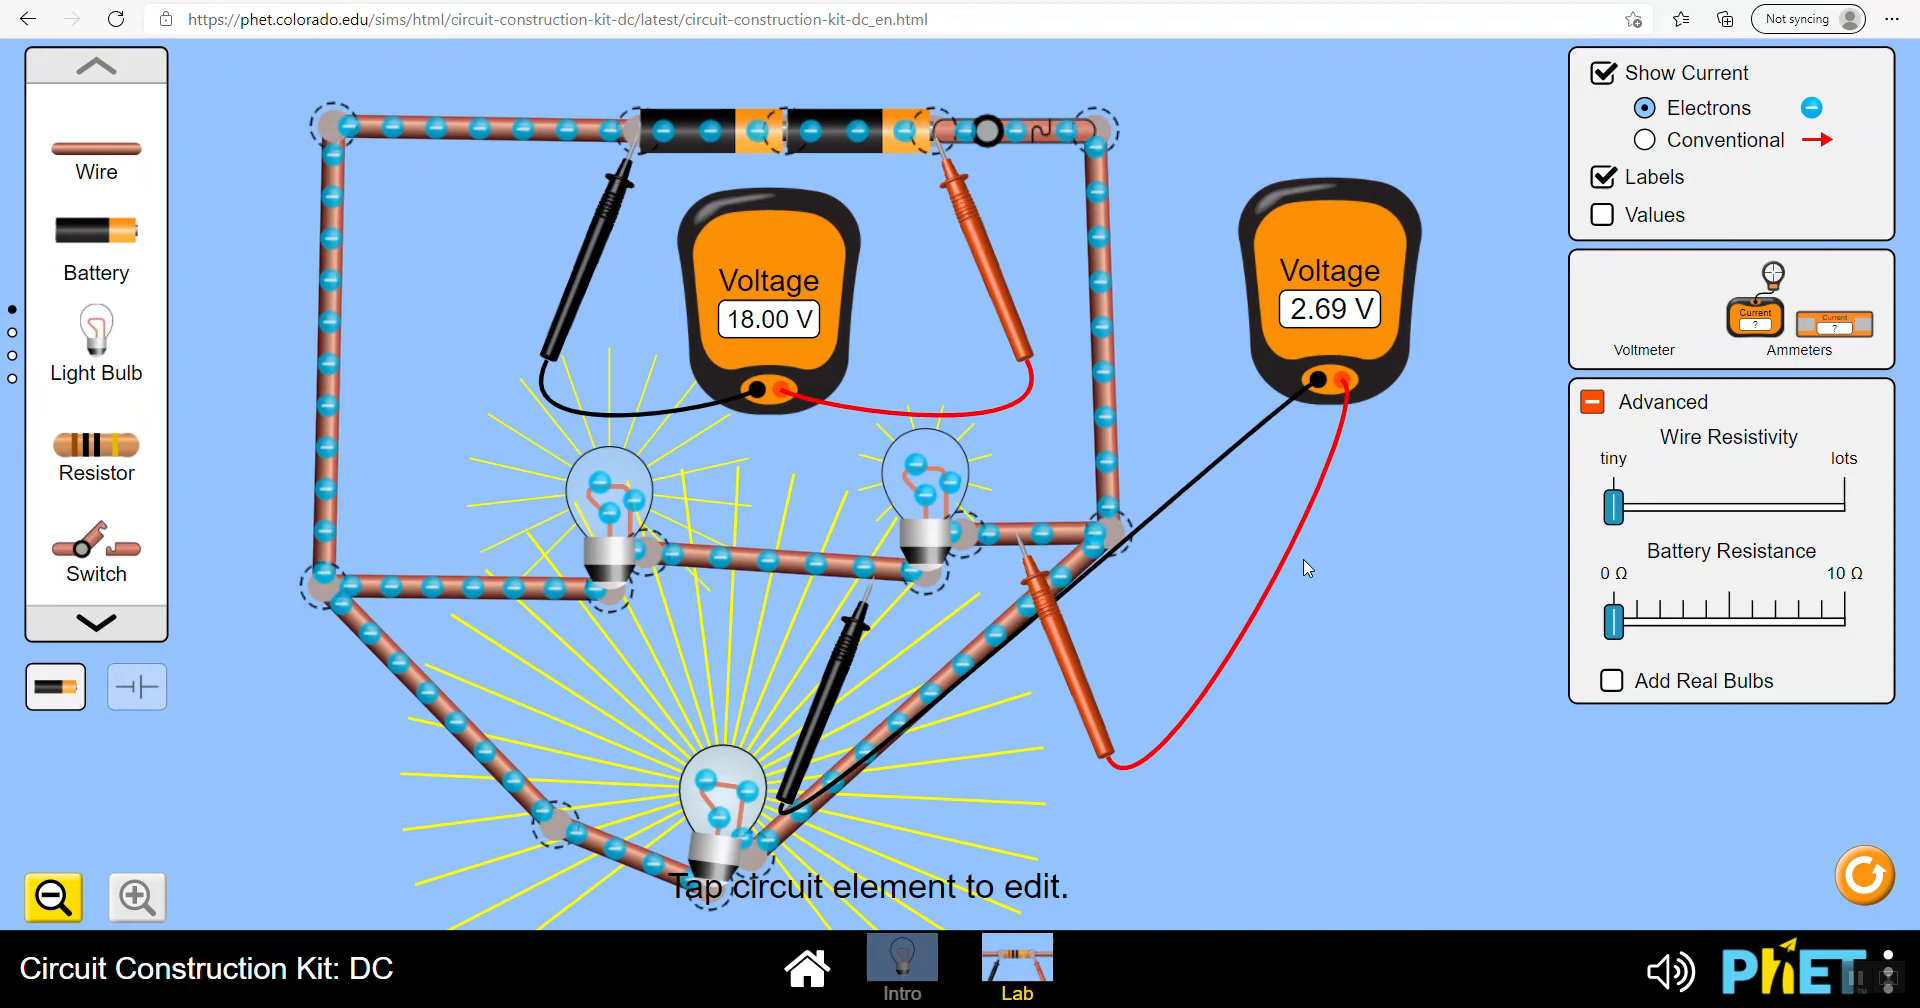 https://phet.colorado.edu/sims/html/circuit-construction-kit-dc/latest/circuit-construction-kit-dc_en.html
Not syncing
Wire
Battery
Light Bulb
Resistor
Switch
Voltage
18.00 V
Voltage
2.69 V
Tap circuit element to edit.
Show Current
Electrons
Conventional
Labels
Values
Current
?
Current
?
Voltmeter
Ammeters
Advanced
Wire Resistivity
tiny
lots
Battery Resistance
0 Ω
10 Ω
Add Real Bulbs
Circuit Construction Kit: DC
Intro
Lab
PhET